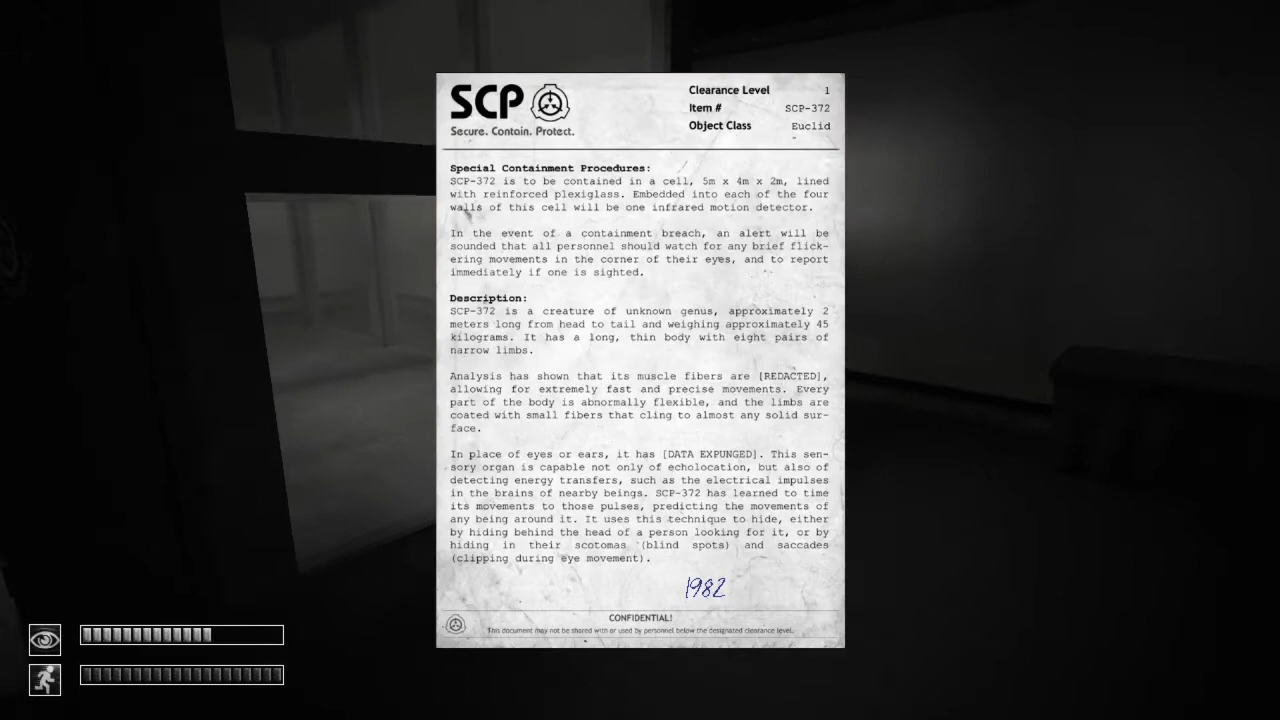 SCP
Secure. Contain. Protect.
Clearance Level 1
Item # SCP-372
Object Class Euclid
Special Containment Procedures:
SCP-372 is to be contained in a cell, 5m x 4m x 2m, lined
with reinforced plexiglass. Embedded into each of the four
walls of this cell will be one infrared motion detector.
In the event of a containment breach, an alert will be
sounded that all personnel should watch for any brief flick-
ering movements in the corner of their eyes, and to report
immediately if one is sighted.
Description:
SCP-372 is a creature of unknown genus, approximately 2
meters long from head to tail and weighing approximately 45
kilograms. It has a long, thin body with eight pairs of
narrow limbs.
Analysis has shown that its muscle fibers are [REDACTED],
allowing for extremely fast and precise movements. Every
part of the body is abnormally flexible, and the limbs are
coated with small fibers that cling to almost any solid sur-
face.
In place of eyes or ears, it has [DATA EXPUNGED]. This sen-
sory organ is capable not only of echolocation, but also of
detecting energy transfers, such as the electrical impulses
in the brains of nearby beings. SCP-372 has learned to time
its movements to those pulses, predicting the movements of
any being around it. It uses this technique to hide, either
by hiding behind the head of a person looking for it, or by
hiding in their scotomas (blind spots) and saccades
(clipping during eye movement).
1982
CONFIDENTIAL!
This document may not be shared with or used by personnel below the designated clearance level.